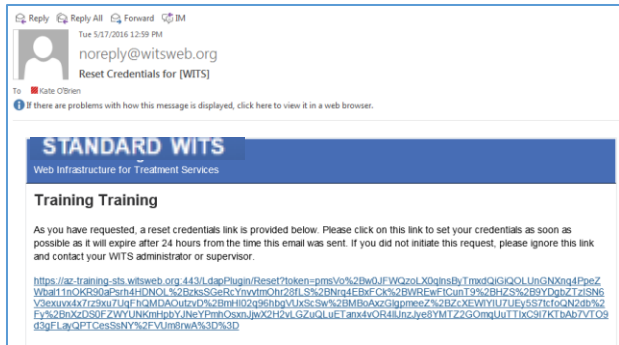 Reply Reply All Forward IM
Tue 5/17/2016 12:59 PM
noreply@witsweb.org
Reset Credentials for [WITS]
To Kate O'Brien
If there are problems with how this message is displayed, click here to view it in a web browser.
STANDARD WITS
Web Infrastructure for Treatment Services
Training Training
As you have requested, a reset credentials link is provided below. Please click on this link to set your credentials as soon as
possible as it will expire after 24 hours from the time this email was sent. If you did not initiate this request, please ignore this link
and contact your WITS administrator or supervisor.
https://az-training-sts.witsweb.org:443/LdapPlugin/Reset?token=